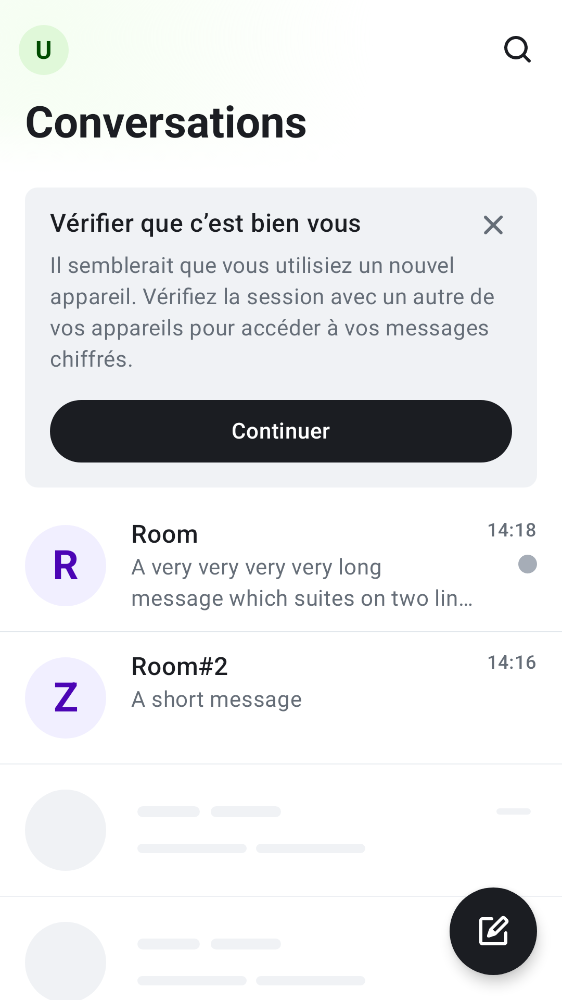 U
Conversations
Vérifier que c’est bien vous
Il semblerait que vous utilisiez un nouvel
appareil. Vérifiez la session avec un autre de
vos appareils pour accéder à vos messages
chiffrés.
Continuer
R
Room
14:18
A very very very very long
message which suites on two lin…
Z
Room#2
14:16
A short message